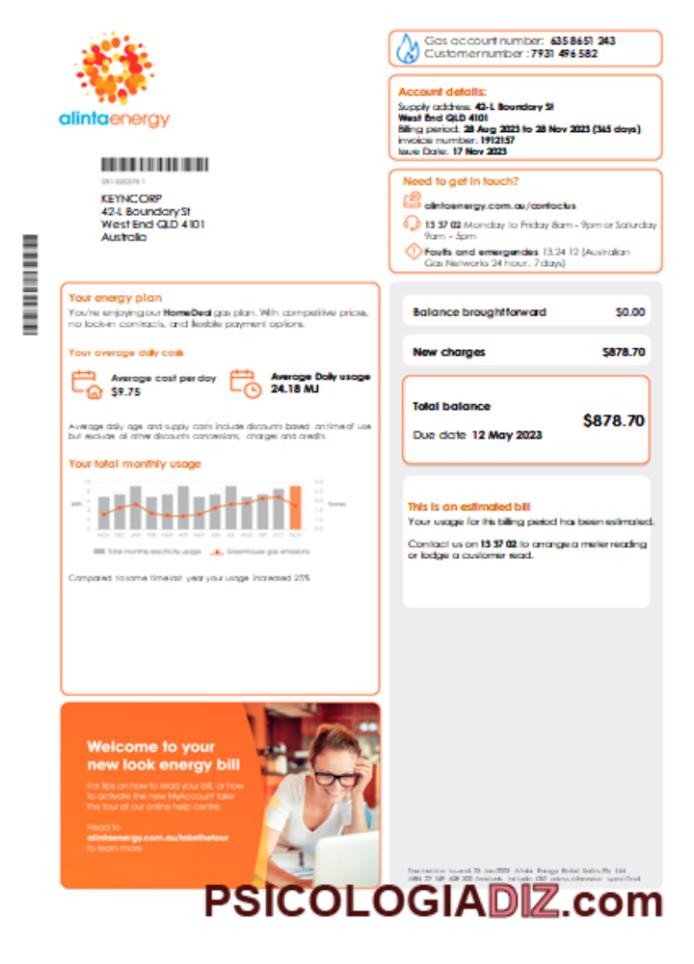 alintaenergy
Gas account number: 635 8651 243
Customer number : 7931 496 582
Account details:
Supply address: 42-L Boundary St
West End QLD 4101
Billing period: 28 Aug 2023 to 28 Nov 2023 (365 days)
Invoice number: 1912157
Issue Date: 17 Nov 2023
KEYNCORP
42-L Boundary St
West End QLD 4101
Australia
Need to get in touch?
alintaenergy.com.au/contactus
13 37 02 Monday to Friday 8am - 9pm or Saturday
9am - 5pm
Faults and emergencies 13 24 12 (Australian
Gas Networks 24 hour. 7 days)
Your energy plan
You're enjoying our HomeDeal gas plan. With competitive prices,
no lock-in contracts, and flexible payment options.
Your average daily costs
Average cost per day
$9.75
Average Daily usage
24.18 MJ
Average daily age and supply costs include discounts based on time of use
but exclude all other discounts concessions, charges and credits
Your total monthly usage
NOV DEC JAN FEB MAR APR MAY JUN JUL AUG SEP OCT NOV
Total monthly electricity usage
Greenhouse gas emissions
Compared to same time last year your usage increased 25%
Balance brought forward $0.00
New charges $878.70
Total balance
$878.70
Due date 12 May 2023
This is an estimated bill
Your usage for this billing period has been estimated.
Contact us on 13 37 02 to arrange a meter reading
or lodge a customer read.
Welcome to your
new look energy bill
For tips on how to read your bill, or how
to activate the new MyAccount take
the tour at our online help centre.
Head to
alintaenergy.com.au/takethetour
to learn more
PSICOLOGIADIZ.com